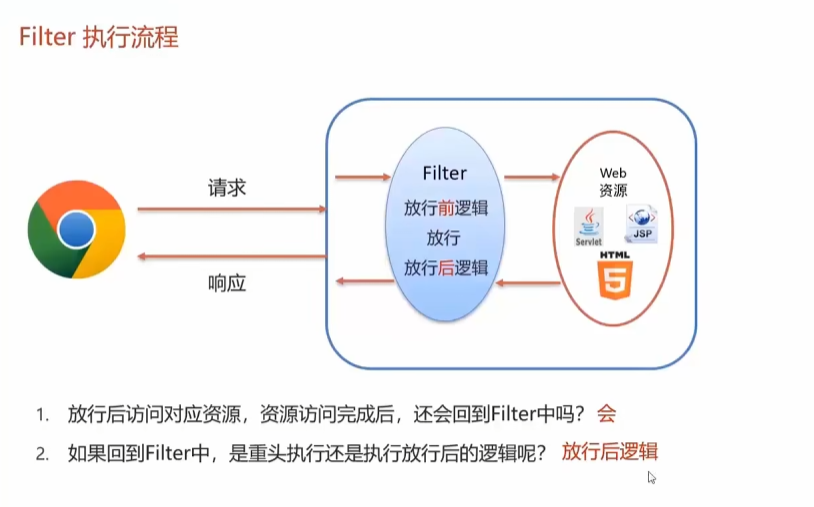 Filter 执行流程
请求
响应
Filter
放行前逻辑
放行
放行后逻辑
Web
资源
Servlet
JSP
HTML
5
1. 放行后访问对应资源，资源访问完成后，还会回到Filter中吗？会
2. 如果回到Filter中，是重头执行还是执行放行后的逻辑呢？放行后逻辑